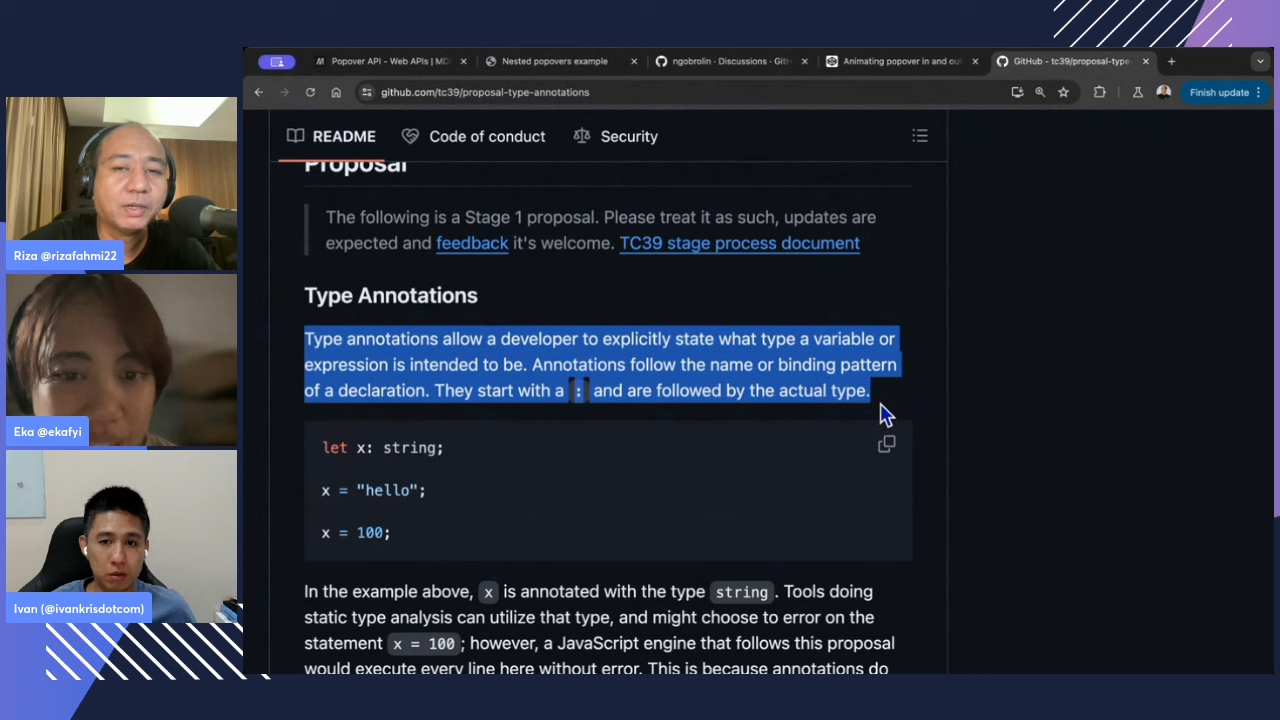 Popover API - Web APIs | MD
Nested popovers example
ngobrolin · Discussions · GitH
Animating popover in and out
GitHub - tc39/proposal-type-
github.com/tc39/proposal-type-annotations
Finish update
README
Code of conduct
Security
Proposal
The following is a Stage 1 proposal. Please treat it as such, updates are
expected and feedback it's welcome. TC39 stage process document
Type Annotations
Type annotations allow a developer to explicitly state what type a variable or
expression is intended to be. Annotations follow the name or binding pattern
of a declaration. They start with a : and are followed by the actual type.
let x: string;
x = "hello";
x = 100;
In the example above, x is annotated with the type string. Tools doing
static type analysis can utilize that type, and might choose to error on the
statement x = 100; however, a JavaScript engine that follows this proposal
would execute every line here without error. This is because annotations do
Riza @rizafahmi22
Eka @ekafyi
Ivan (@ivankrisdotcom)